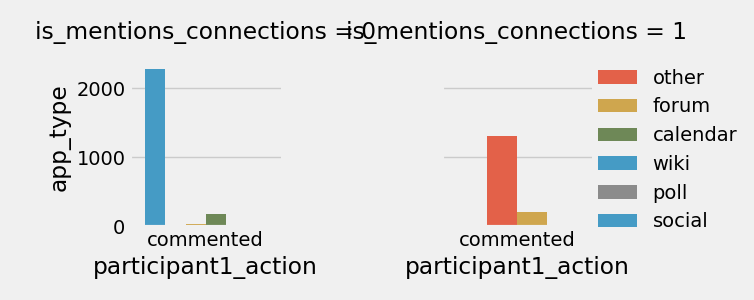 is_mentions_connections = 0
is_mentions_connections = 1
app_type
2000
1000
0
commented
commented
participant1_action
participant1_action
other
forum
calendar
wiki
poll
social